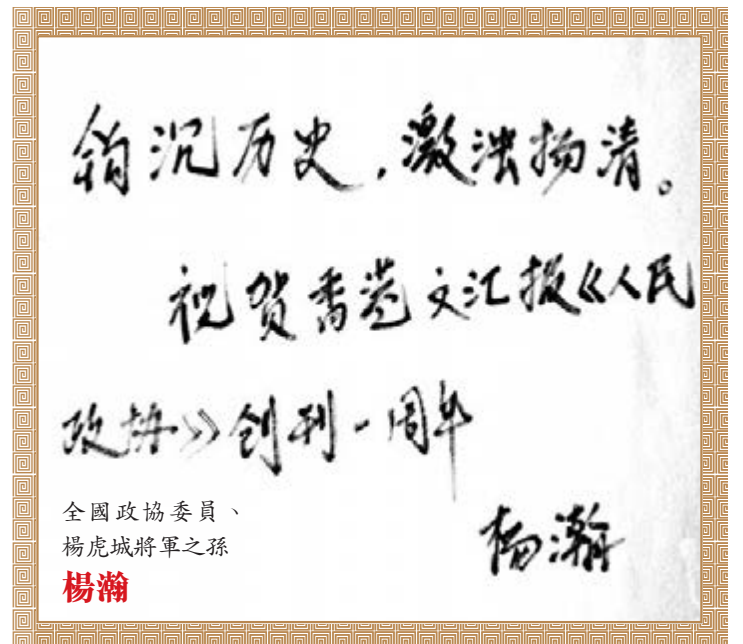 钩沉历史，激浊扬清。
祝贺香港文汇报《人民
政协》创刊一周年
杨瀚
全國政協委員、
楊虎城將軍之孫
楊瀚